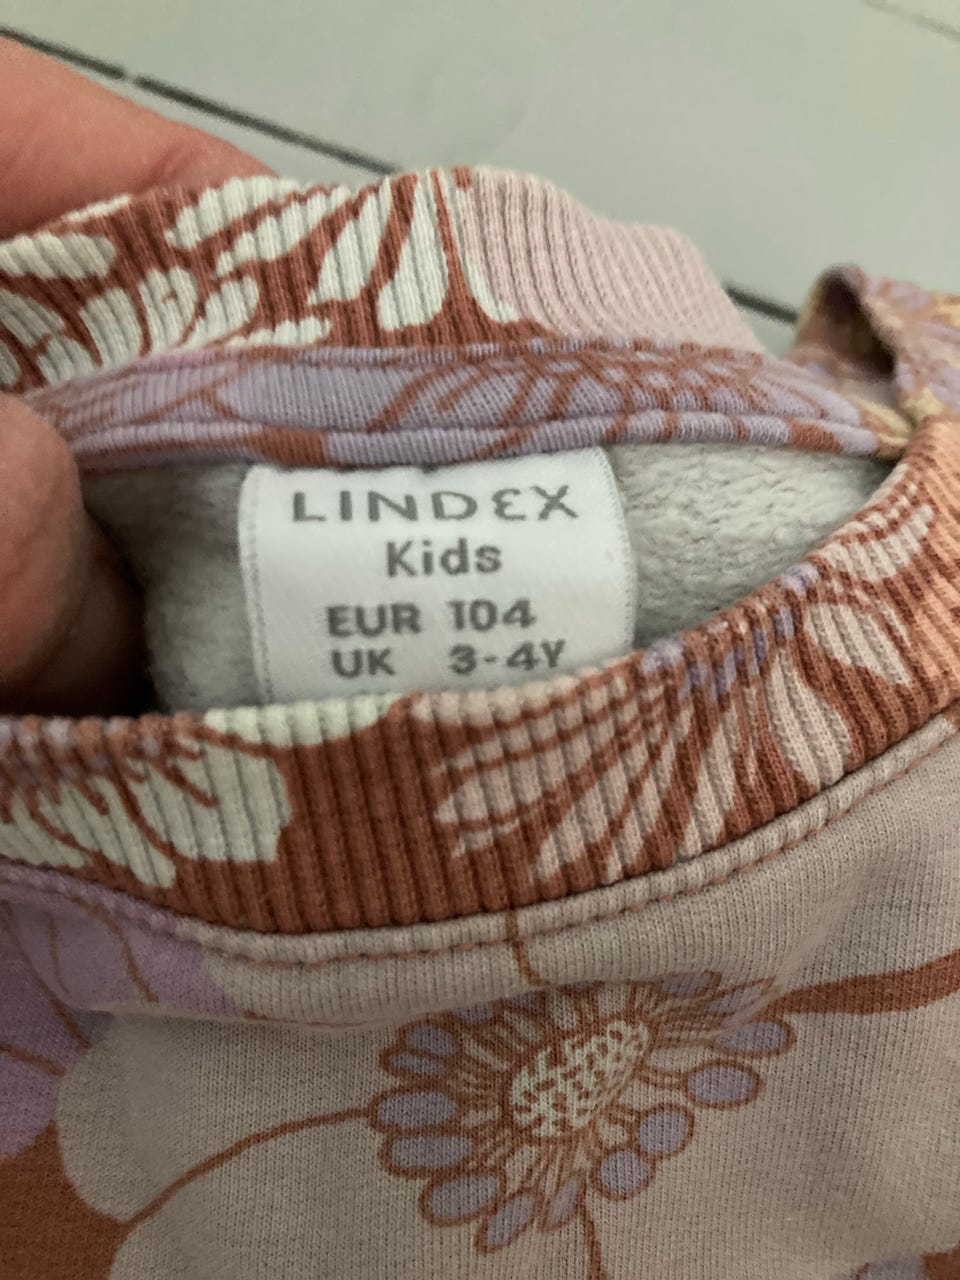 LINDEX
Kids
EUR 104
UK 3-4Y